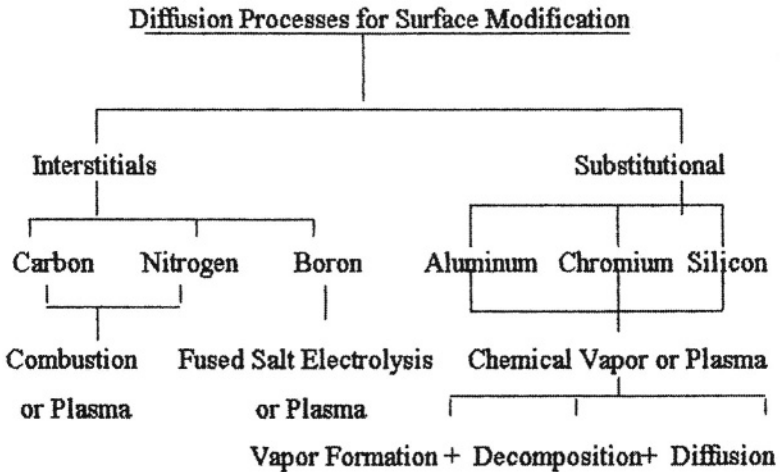 Diffusion Processes for Surface Modification
Interstitials Substitutional
Carbon Nitrogen Boron Aluminum Chromium Silicon
Combustion Fused Salt Electrolysis Chemical Vapor or Plasma
or Plasma or Plasma
Vapor Formation + Decomposition+ Diffusion